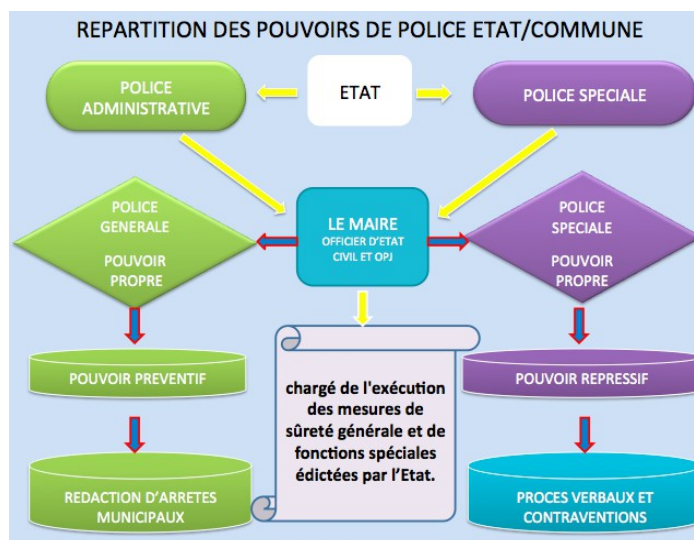 REPARTITION DES POUVOIRS DE POLICE ETAT/COMMUNE
POLICE
ADMINISTRATIVE
ETAT
POLICE SPECIALE
POLICE
GENERALE
POUVOIR
PROPRE
LE MAIRE
OFFICIER D'ETAT
CIVIL ET OPJ
POLICE
SPECIALE
POUVOIR
PROPRE
POUVOIR PREVENTIF
chargé de l'exécution
des mesures de
sûreté générale et de
fonctions spéciales
édictées par l'Etat.
POUVOIR REPRESSIF
REDACTION D'ARRETES
MUNICIPAUX
PROCES VERBAUX ET
CONTRAVENTIONS